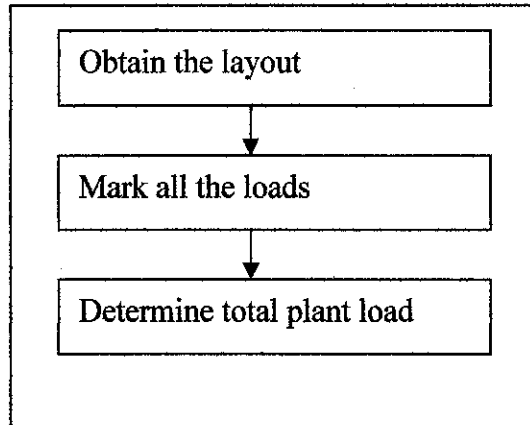 Obtain the layout
Mark all the loads
Determine total plant load